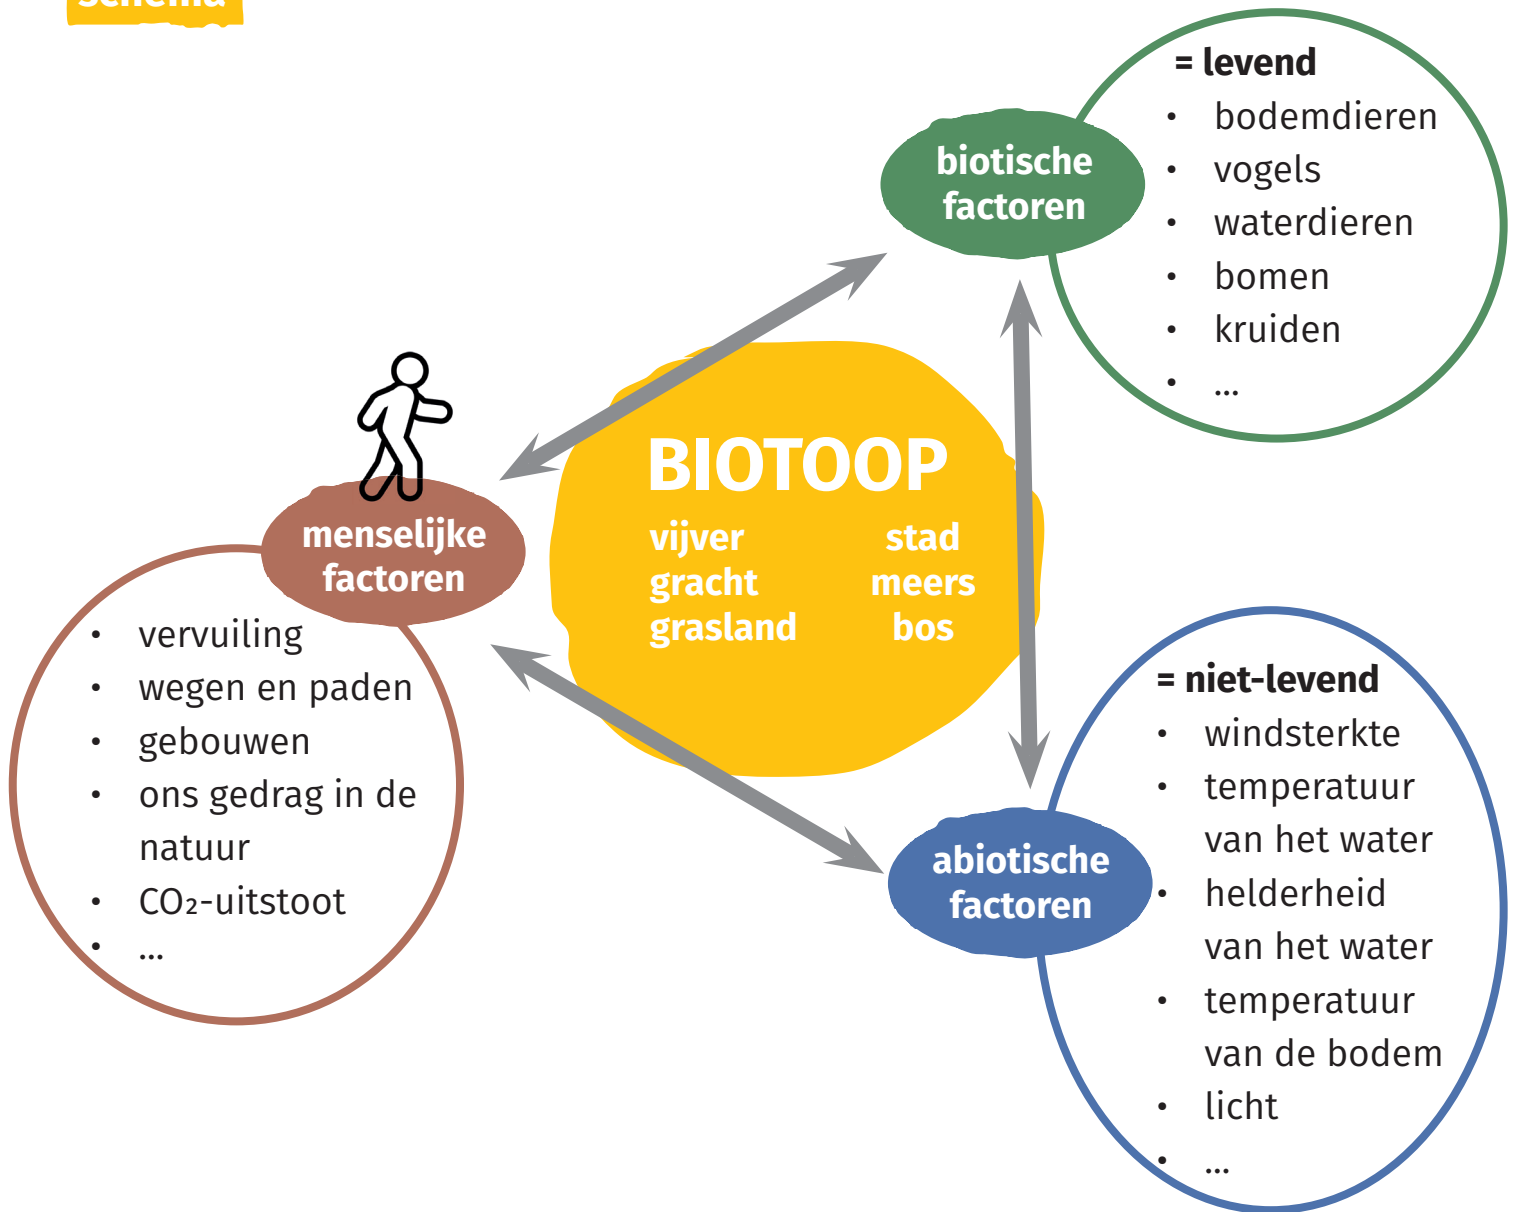 schema
= levend
• bodemdieren
• vogels
• waterdieren
• bomen
• kruiden
• ...
biotische
factoren
BIOTOOP
vijver stad
gracht meers
grasland bos
menselijke
factoren
• vervuiling
• wegen en paden
• gebouwen
• ons gedrag in de
natuur
• CO₂-uitstoot
• ...
abiotische
factoren
= niet-levend
• windsterkte
• temperatuur
van het water
• helderheid
van het water
• temperatuur
van de bodem
• licht
• ...